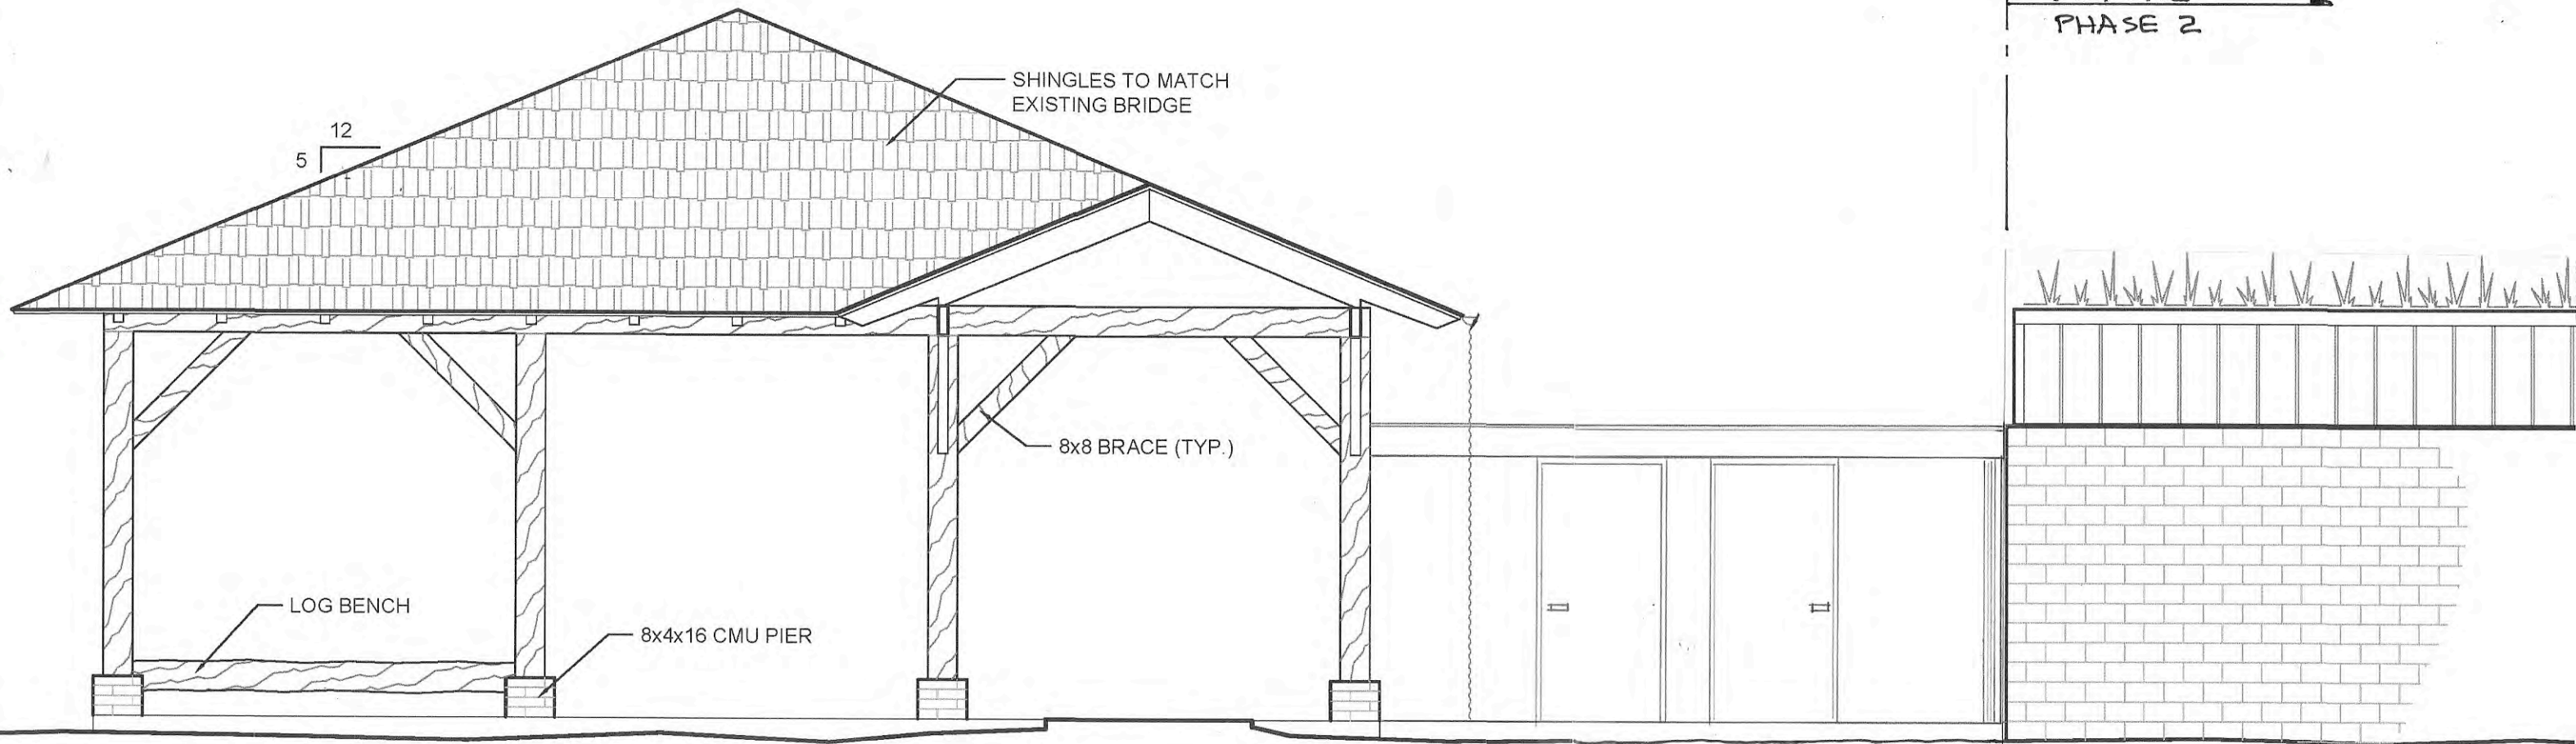 PHASE 2
SHINGLES TO MATCH
EXISTING BRIDGE
12
5
8x8 BRACE (TYP.)
LOG BENCH
8x4x16 CMU PIER